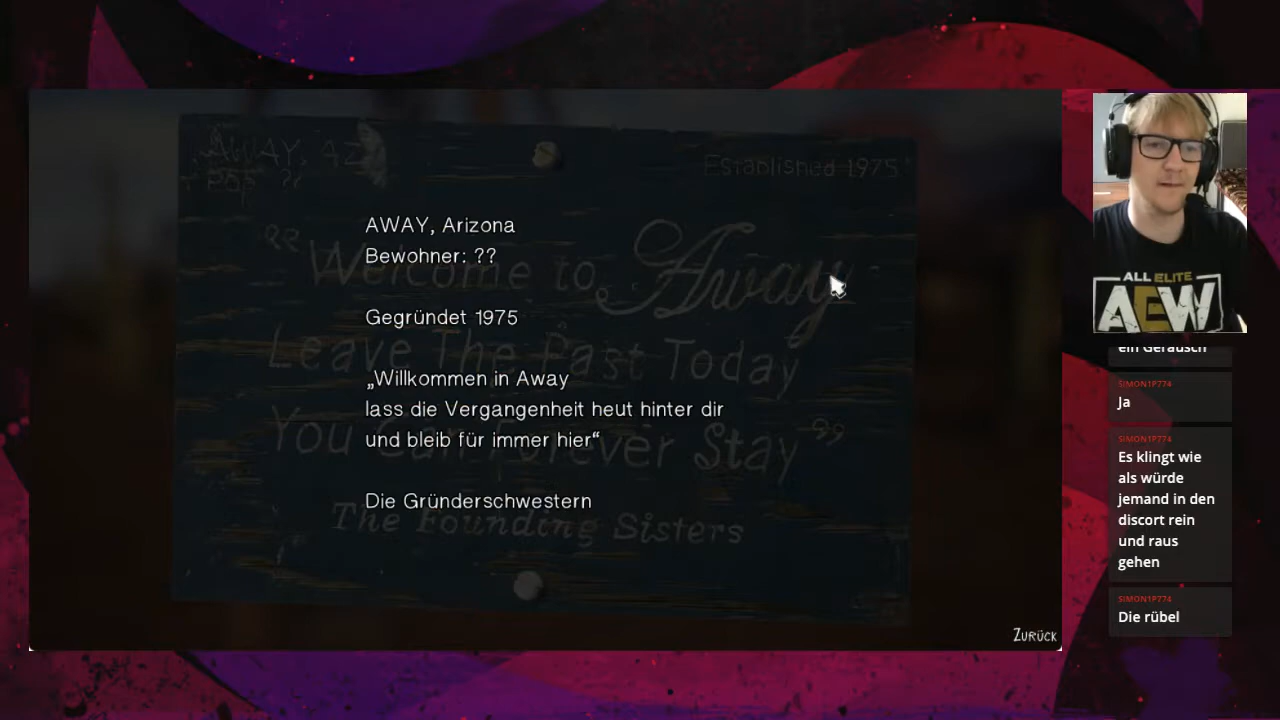 AWAY, AZ
POP ??
Established 1975
AWAY, Arizona
Bewohner: ??
Gegründet 1975
„Willkommen in Away
lass die Vergangenheit heut hinter dir
und bleib für immer hier“
Die Gründerschwestern
"Welcome to Away
Leave The Past Today
You Can Forever Stay"
The Founding Sisters
Zurück
ALL ELITE
AEW
ein Geräusch
SIMON1P774
Ja
SIMON1P774
Es klingt wie
als würde
jemand in den
discort rein
und raus
gehen
SIMON1P774
Die rübel